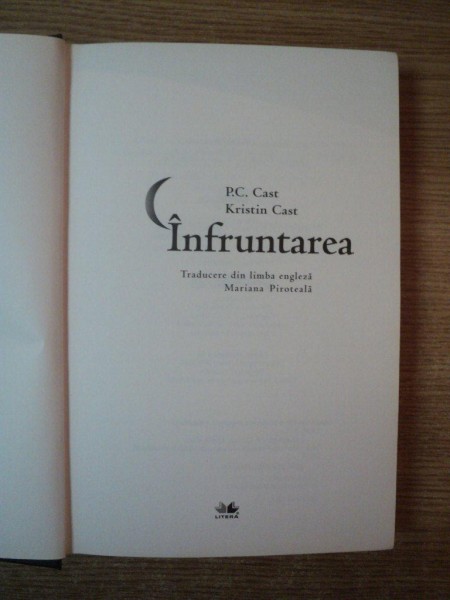 P.C. Cast
Kristin Cast
Înfruntarea
Traducere din limba engleză
Mariana Piroteală
LITERA